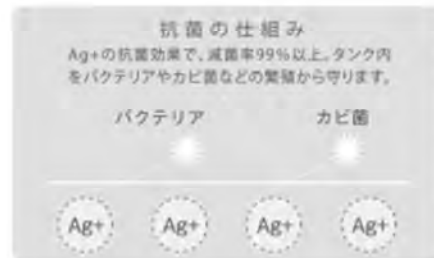 抗菌の仕組み
Ag+の抗菌効果で、滅菌率99%以上。タンク内
をバクテリアやカビ菌などの繁殖から守ります。
バクテリア
カビ菌
Ag+
Ag+
Ag+
Ag+